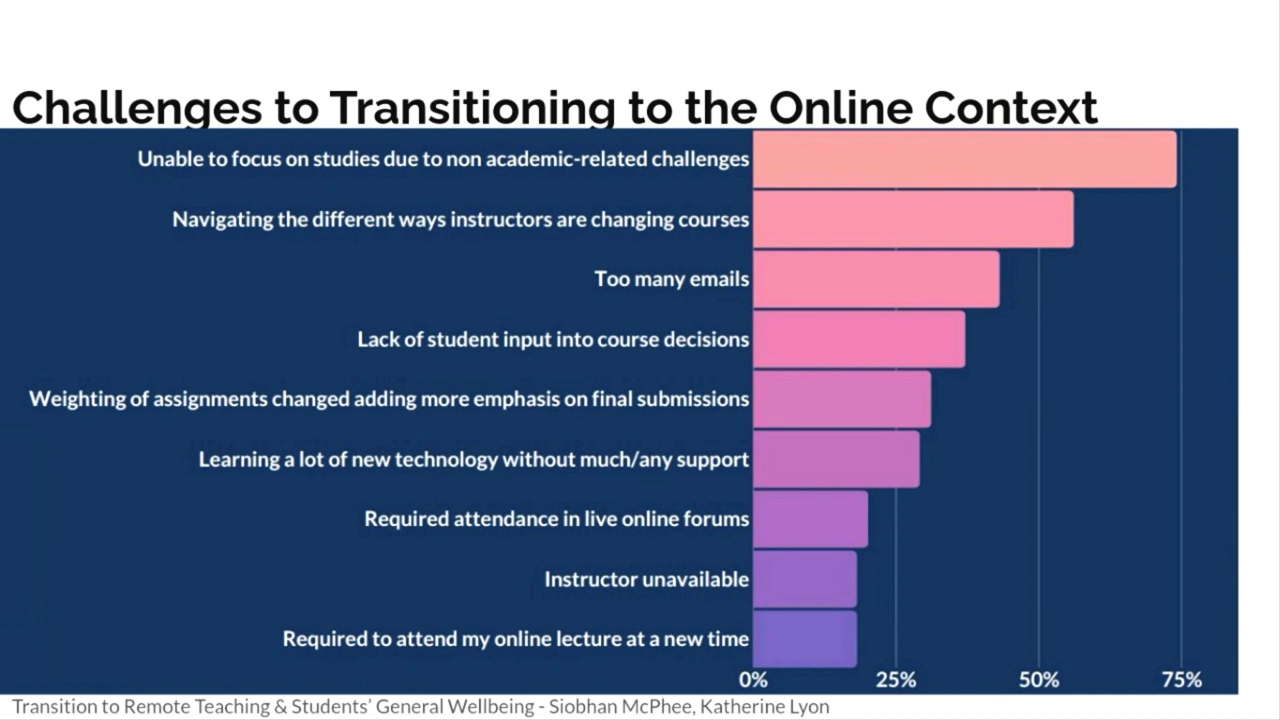 Challenges to Transitioning to the Online Context
Unable to focus on studies due to non academic-related challenges
Navigating the different ways instructors are changing courses
Too many emails
Lack of student input into course decisions
Weighting of assignments changed adding more emphasis on final submissions
Learning a lot of new technology without much/any support
Required attendance in live online forums
Instructor unavailable
Required to attend my online lecture at a new time
0% 25% 50% 75%
Transition to Remote Teaching & Students' General Wellbeing - Siobhan McPhee, Katherine Lyon